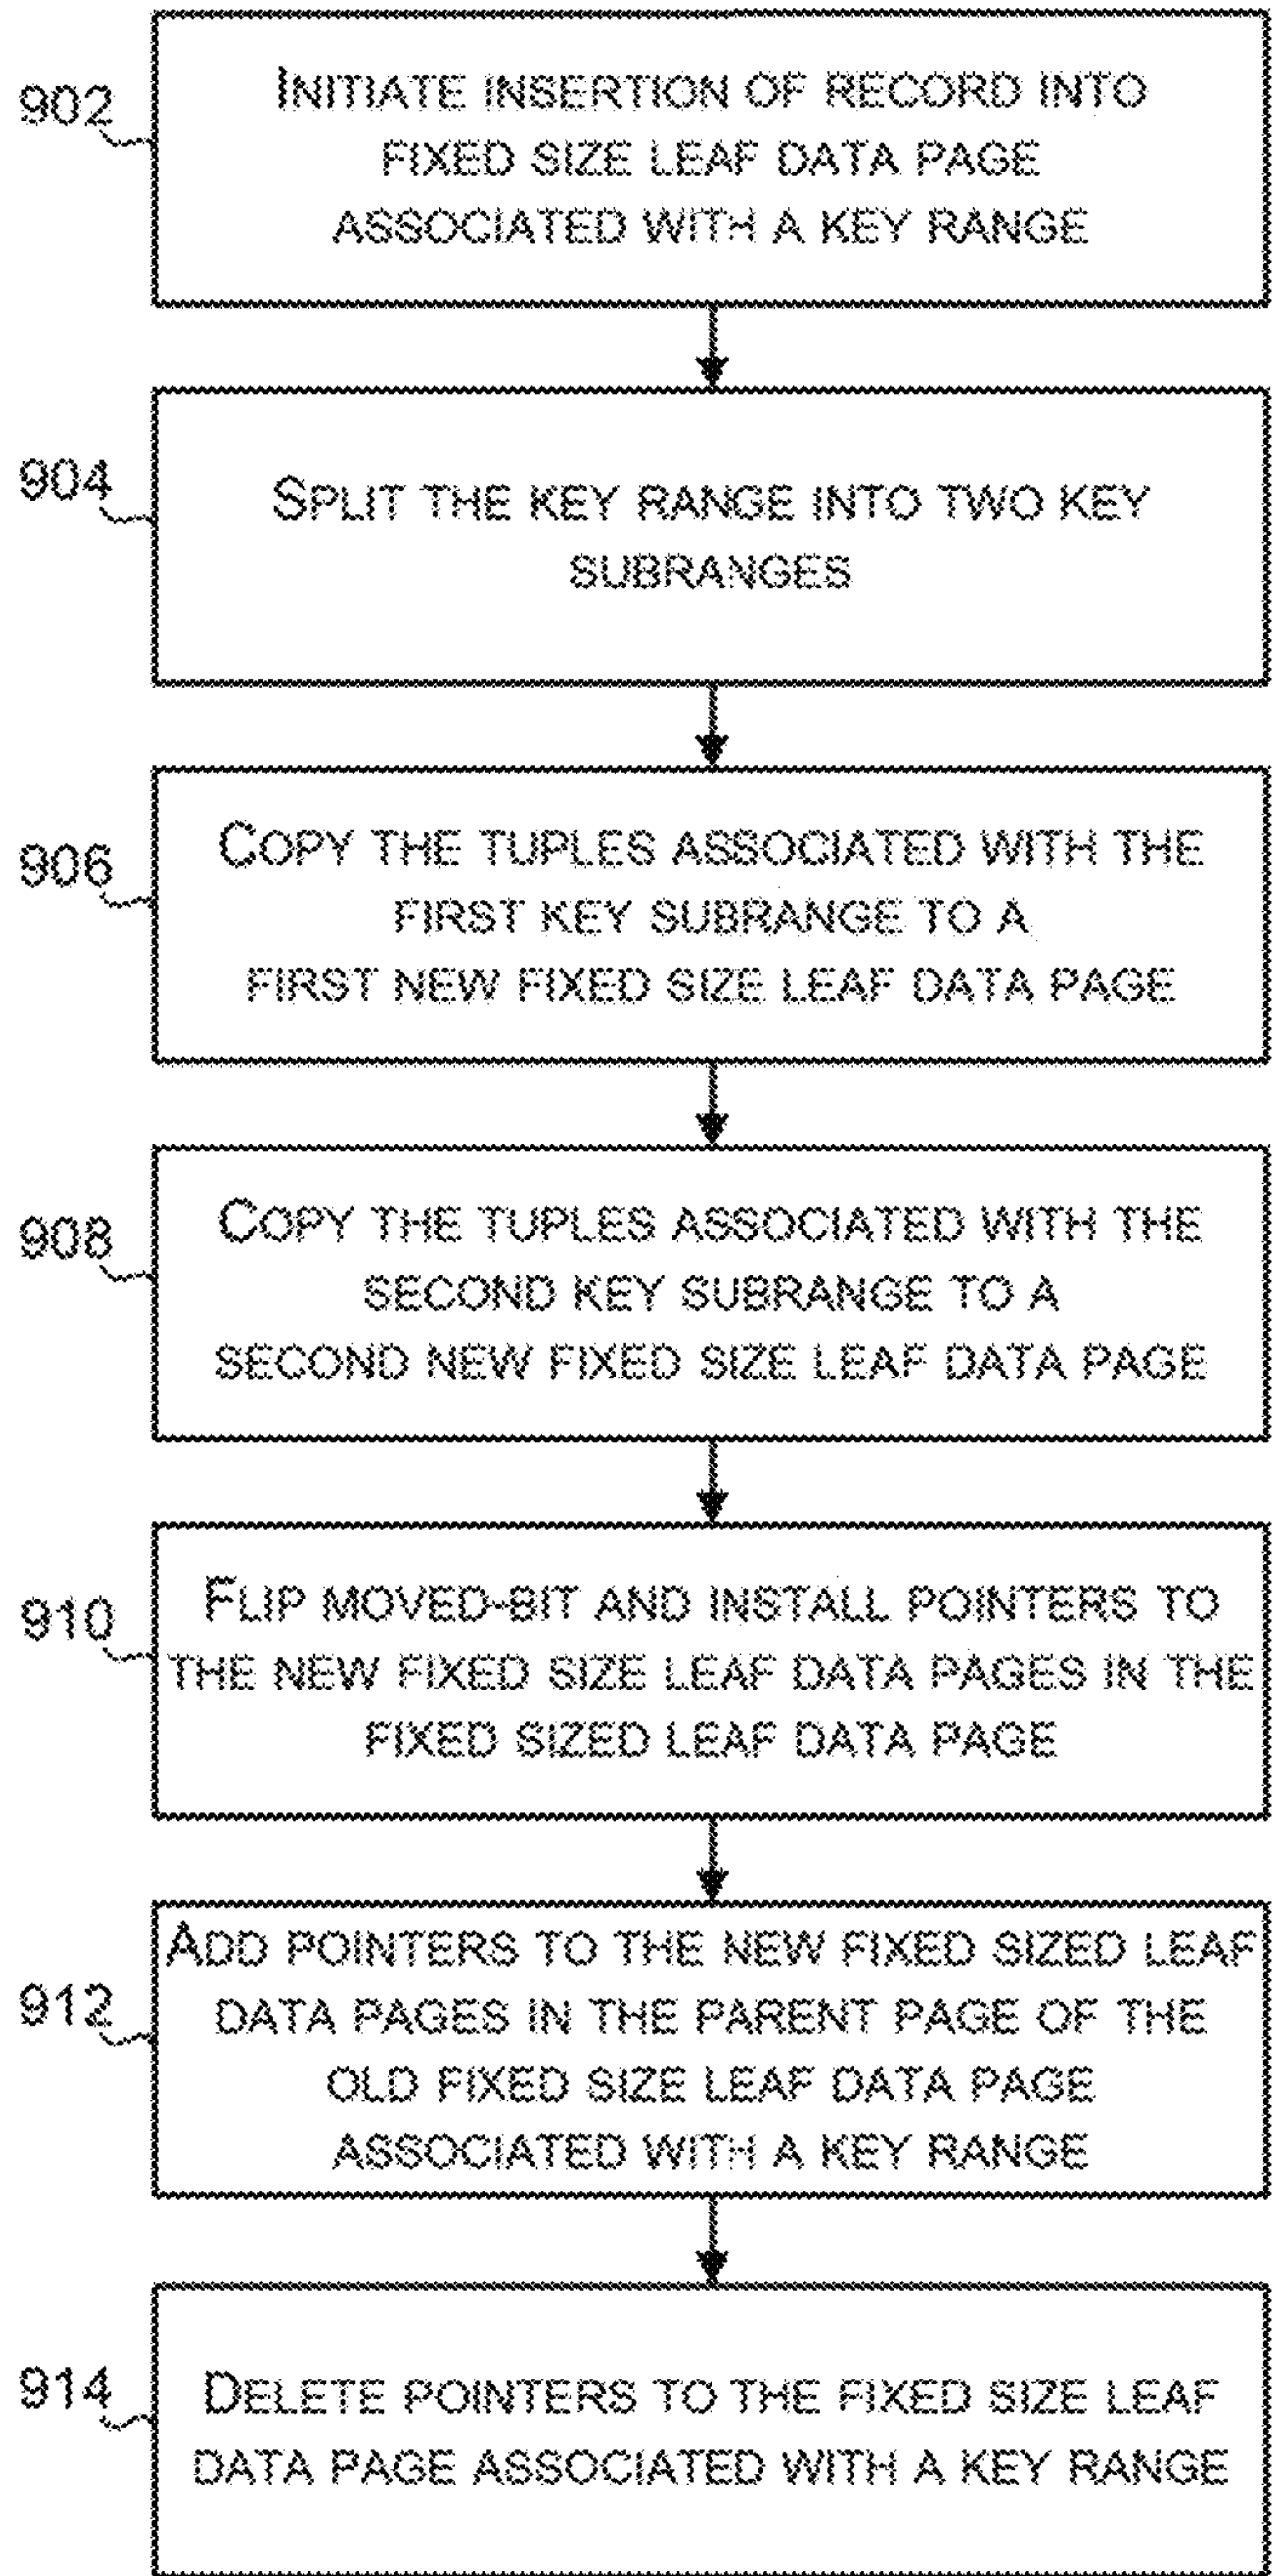 902
INITIATE INSERTION OF RECORD INTO
FIXED SIZE LEAF DATA PAGE
ASSOCIATED WITH A KEY RANGE
904
SPLIT THE KEY RANGE INTO TWO KEY
SUBRANGES
906
COPY THE TUPLES ASSOCIATED WITH THE
FIRST KEY SUBRANGE TO A
FIRST NEW FIXED SIZE LEAF DATA PAGE
908
COPY THE TUPLES ASSOCIATED WITH THE
SECOND KEY SUBRANGE TO A
SECOND NEW FIXED SIZE LEAF DATA PAGE
910
FLIP MOVED-BIT AND INSTALL POINTERS TO
THE NEW FIXED SIZE LEAF DATA PAGES IN THE
FIXED SIZED LEAF DATA PAGE
912
ADD POINTERS TO THE NEW FIXED SIZED LEAF
DATA PAGES IN THE PARENT PAGE OF THE
OLD FIXED SIZE LEAF DATA PAGE
ASSOCIATED WITH A KEY RANGE
914
DELETE POINTERS TO THE FIXED SIZE LEAF
DATA PAGE ASSOCIATED WITH A KEY RANGE